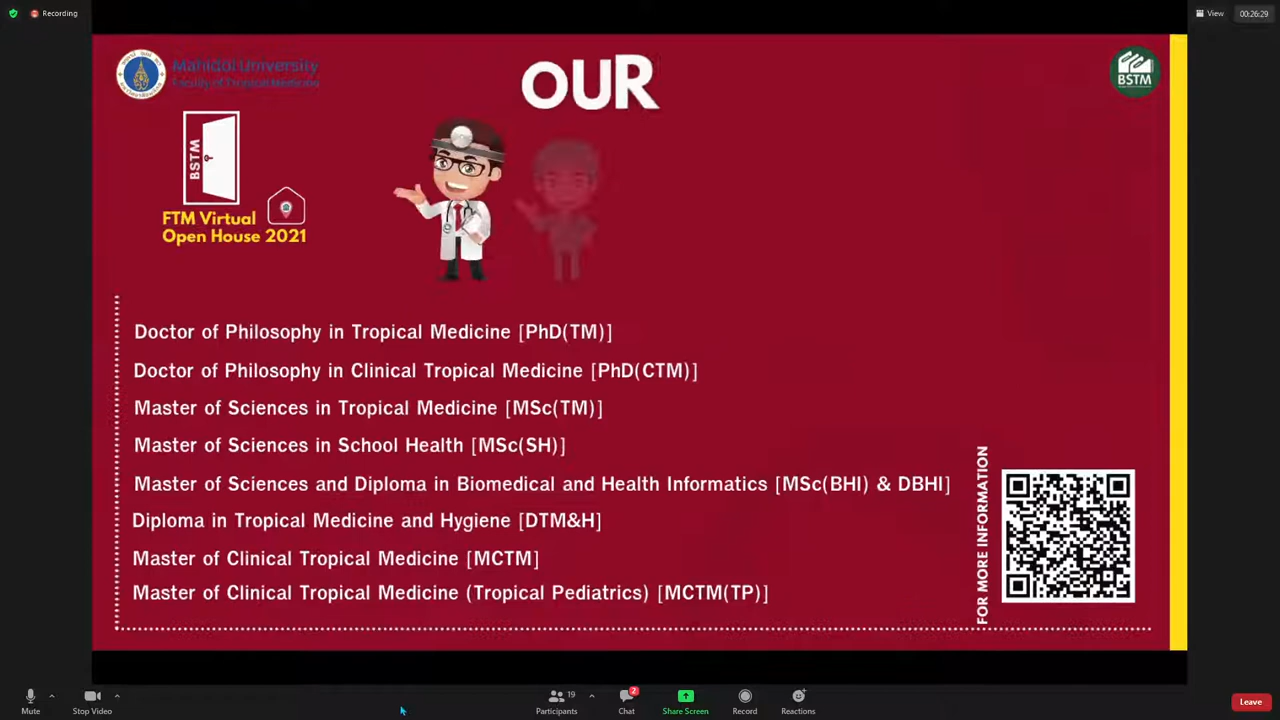 Recording
View
00:26:29
Mahidol University
Faculty of Tropical Medicine
OUR
BSTM
BSTM
FTM Virtual
Open House 2021
Doctor of Philosophy in Tropical Medicine [PhD(TM)]
Doctor of Philosophy in Clinical Tropical Medicine [PhD(CTM)]
Master of Sciences in Tropical Medicine [MSc(TM)]
Master of Sciences in School Health [MSc(SH)]
Master of Sciences and Diploma in Biomedical and Health Informatics [MSc(BHI) & DBHI]
Diploma in Tropical Medicine and Hygiene [DTM&H]
Master of Clinical Tropical Medicine [MCTM]
Master of Clinical Tropical Medicine (Tropical Pediatrics) [MCTM(TP)]
FOR MORE INFORMATION
Mute
Stop Video
19
Participants
2
Chat
Share Screen
Record
Reactions
Leave